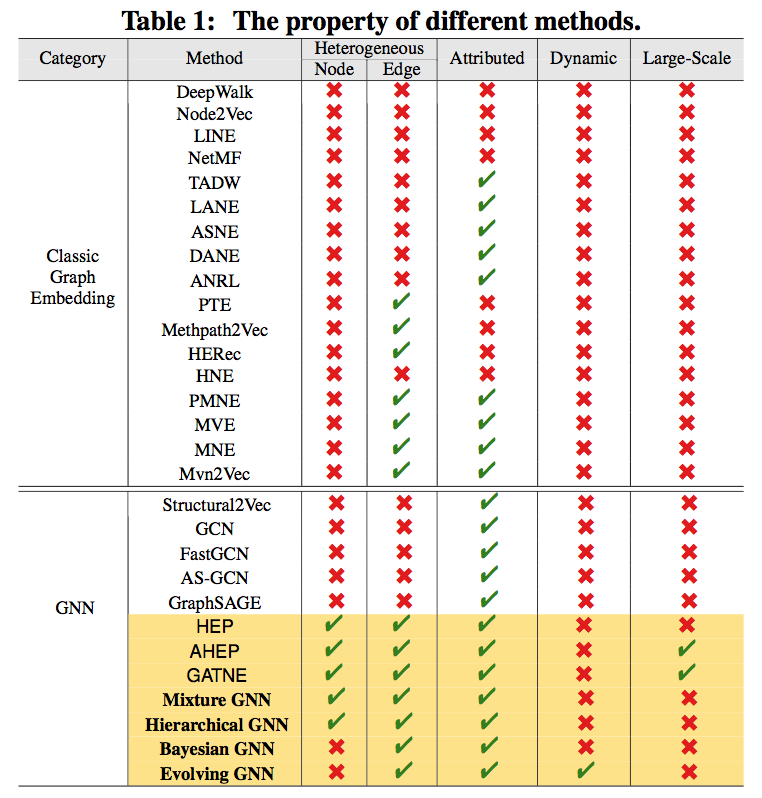 Table 1: The property of different methods.
Category Method Heterogeneous Attributed Dynamic Large-Scale
Node Edge
DeepWalk ✖ ✖ ✖ ✖ ✖
Node2Vec ✖ ✖ ✖ ✖ ✖
LINE ✖ ✖ ✖ ✖ ✖
NetMF ✖ ✖ ✖ ✖ ✖
TADW ✖ ✖ ✔ ✖ ✖
LANE ✖ ✖ ✔ ✖ ✖
ASNE ✖ ✖ ✔ ✖ ✖
Classic Graph Embedding DANE ✖ ✖ ✔ ✖ ✖
ANRL ✖ ✖ ✔ ✖ ✖
PTE ✖ ✔ ✖ ✖ ✖
Methpath2Vec ✖ ✔ ✖ ✖ ✖
HERec ✖ ✔ ✖ ✖ ✖
HNE ✖ ✖ ✖ ✖ ✖
PMNE ✖ ✔ ✔ ✖ ✖
MVE ✖ ✔ ✔ ✖ ✖
MNE ✖ ✔ ✔ ✖ ✖
Mvn2Vec ✖ ✔ ✔ ✖ ✖
Structural2Vec ✖ ✖ ✔ ✖ ✖
GCN ✖ ✖ ✔ ✖ ✖
FastGCN ✖ ✖ ✔ ✖ ✖
AS-GCN ✖ ✖ ✔ ✖ ✖
GNN GraphSAGE ✖ ✖ ✔ ✖ ✖
HEP ✔ ✔ ✔ ✖ ✖
AHEP ✔ ✔ ✔ ✖ ✔
GATNE ✔ ✔ ✔ ✖ ✔
Mixture GNN ✔ ✔ ✔ ✖ ✖
Hierarchical GNN ✔ ✔ ✔ ✖ ✖
Bayesian GNN ✖ ✔ ✔ ✖ ✖
Evolving GNN ✖ ✔ ✔ ✔ ✖